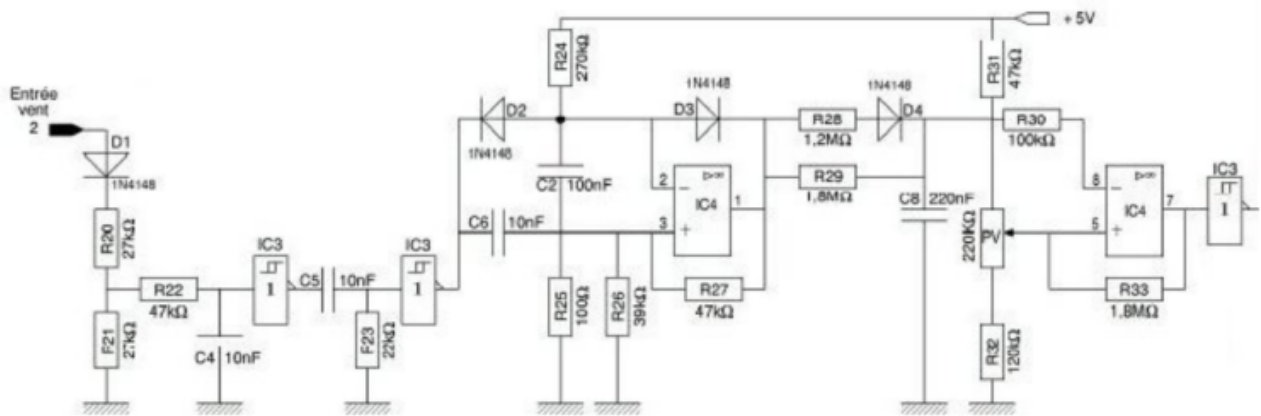 + 5V
R24
270kΩ
R31
47kΩ
Entrée
vent
2
D1
1N4148
D2
1N4148
D3
1N4148
R28
1,2MΩ
1N4148
D4
R30
100kΩ
R20
27kΩ
C2
100nF
2
−
▷∞
IC4
1
3
+
R29
1,8MΩ
C8
220nF
6
−
▷∞
IC4
7
5
+
IC3
1
220KΩ
PV
C6
10nF
IC3
1
C5
10nF
IC3
1
R22
47kΩ
F21
27kΩ
C4
10nF
F23
22kΩ
R25
100Ω
R26
39kΩ
R27
47kΩ
R33
1,8MΩ
R32
120kΩ